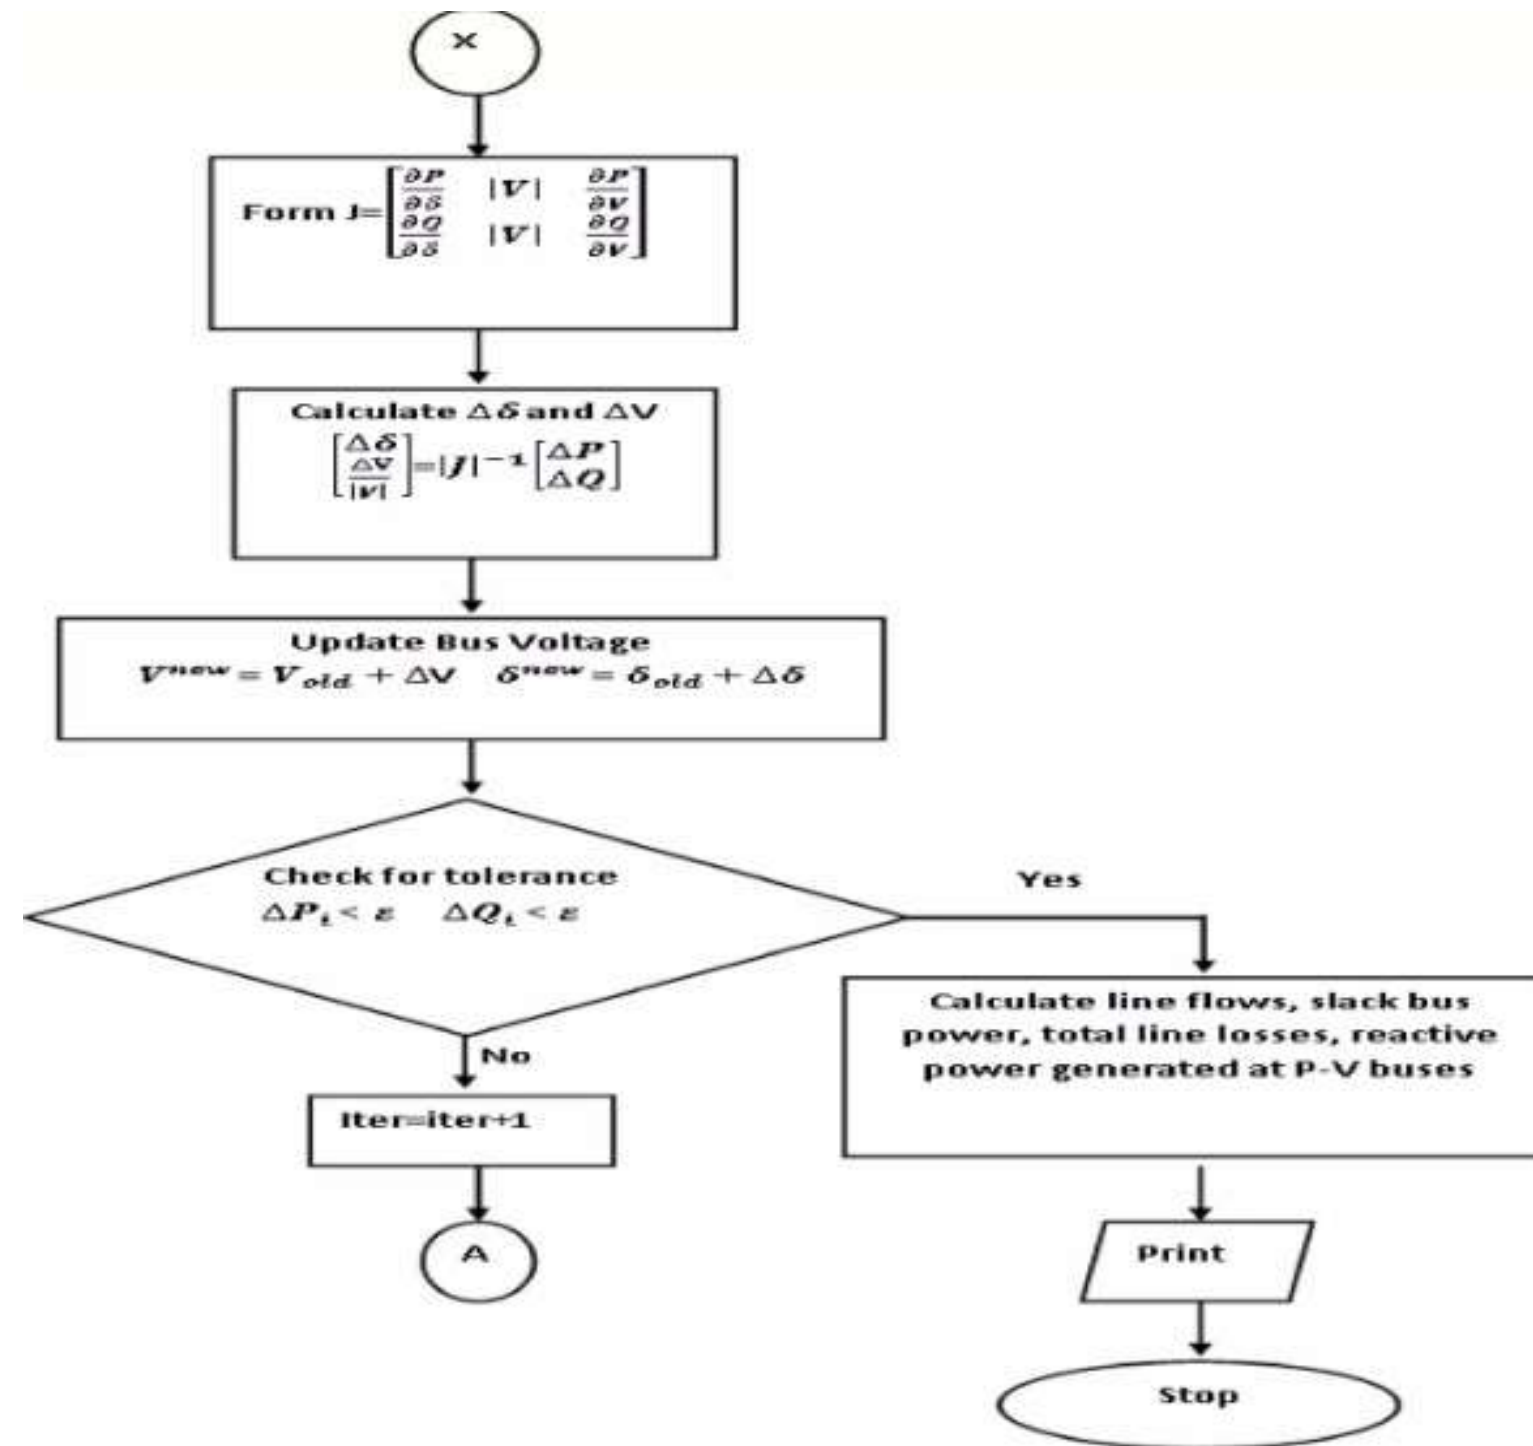 X
Form J= [∂P/∂δ |V| ∂P/∂V
∂Q/∂δ |V| ∂Q/∂V]
Calculate Δδ and ΔV
[Δδ ΔV/|V|] =|J|⁻¹ [ΔP ΔQ]
Update Bus Voltage
Vⁿᵉʷ = V_old + ΔV δⁿᵉʷ = δ_old + Δδ
Check for tolerance
ΔP_i < ε ΔQ_i < ε
Yes
No
Iter=iter+1
A
Calculate line flows, slack bus
power, total line losses, reactive
power generated at P-V buses
Print
Stop